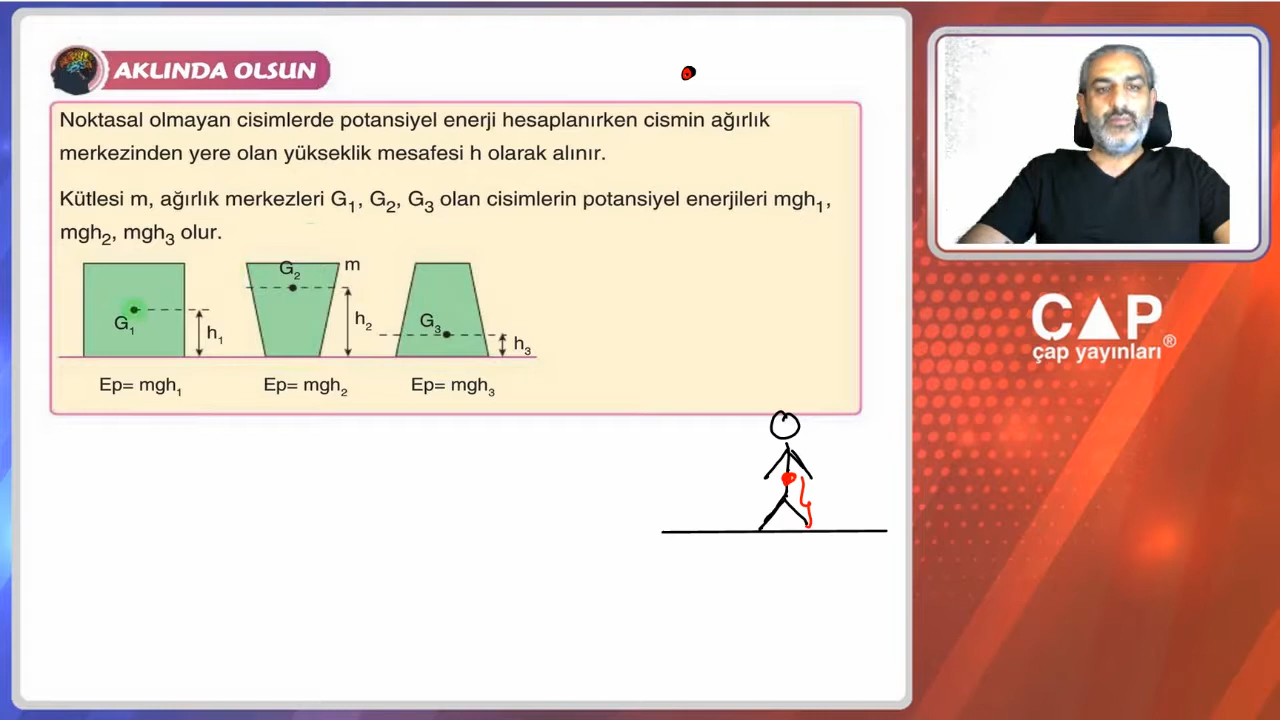 AKLINDA OLSUN
Noktasal olmayan cisimlerde potansiyel enerji hesaplanırken cismin ağırlık
merkezinden yere olan yükseklik mesafesi h olarak alınır.
Kütlesi m, ağırlık merkezleri G₁, G₂, G₃ olan cisimlerin potansiyel enerjileri mgh₁,
mgh₂, mgh₃ olur.
G₁ h₁ G₂ m h₂ G₃ h₃
Ep= mgh₁ Ep= mgh₂ Ep= mgh₃
ÇAP
çap yayınları®